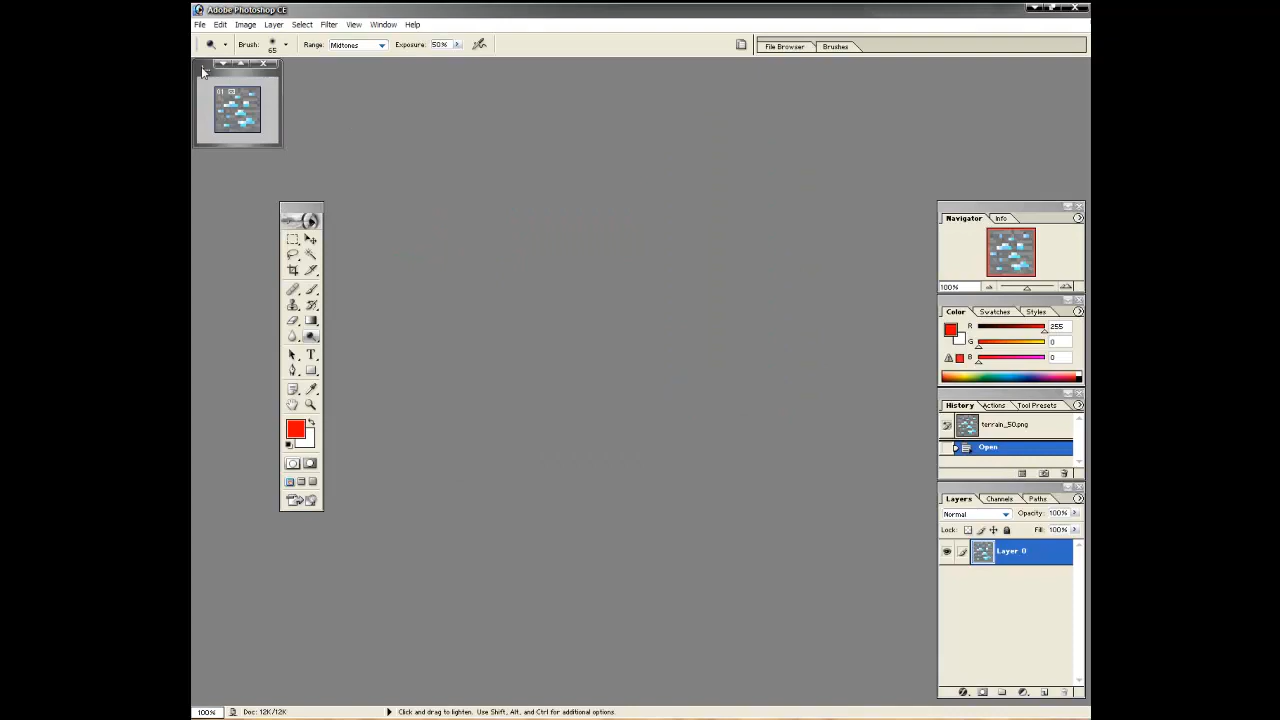 Adobe Photoshop CE
File Edit Image Layer Select Filter View Window Help
Brush: 65 Range: Midtones Exposure: 50% File Browser Brushes
01
Navigator Info
100%
Color Swatches Styles
R 255
G 0
B 0
History Actions Tool Presets
terrain_50.png
Open
Layers Channels Paths
Normal Opacity: 100%
Lock: Fill: 100%
Layer 0
100% Doc: 12K/12K Click and drag to lighten. Use Shift, Alt, and Ctrl for additional options.